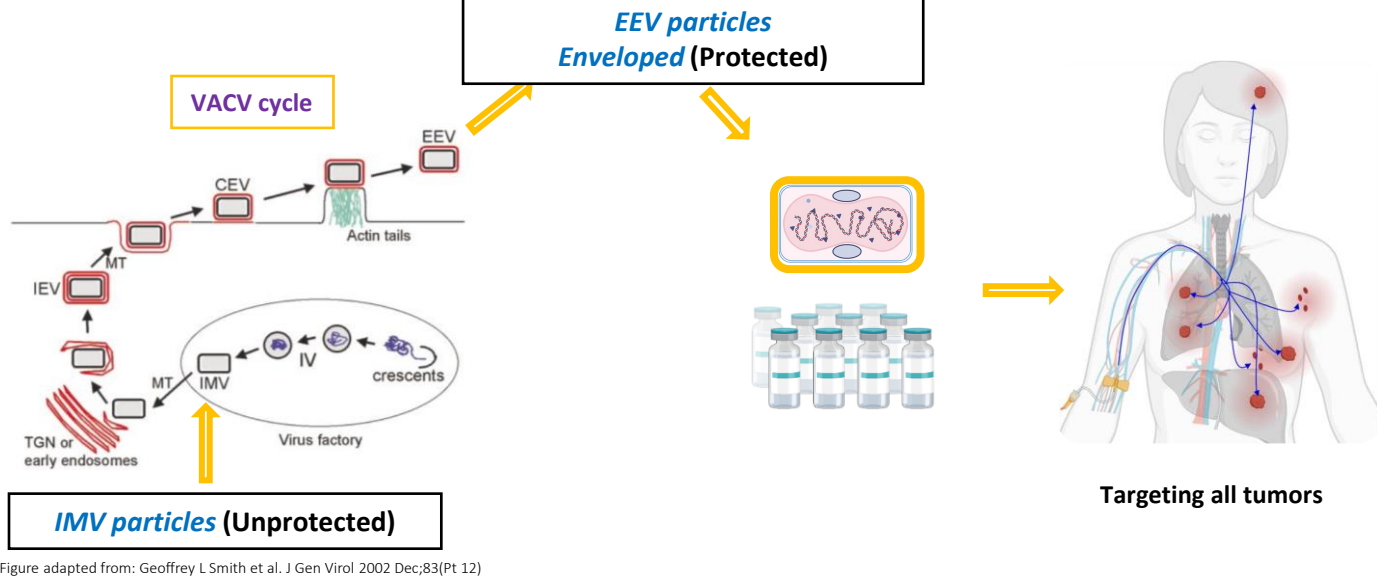 EEV particles
Enveloped (Protected)
VACV cycle
EEV
CEV
Actin tails
MT
IEV
IV
crescents
MT
IMV
Virus factory
TGN or
early endosomes
IMV particles (Unprotected)
Targeting all tumors
Figure adapted from: Geoffrey L Smith et al. J Gen Virol 2002 Dec;83(Pt 12)